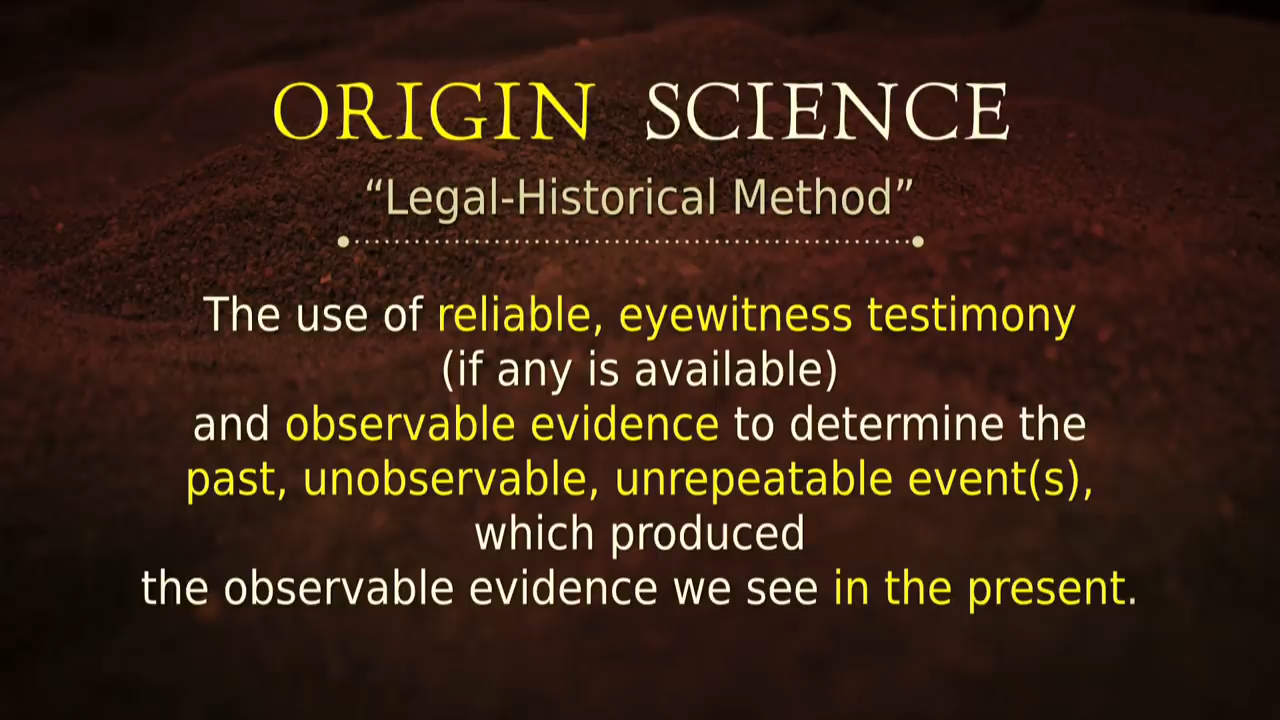 ORIGIN SCIENCE
“Legal-Historical Method”
The use of reliable, eyewitness testimony
(if any is available)
and observable evidence to determine the
past, unobservable, unrepeatable event(s),
which produced
the observable evidence we see in the present.